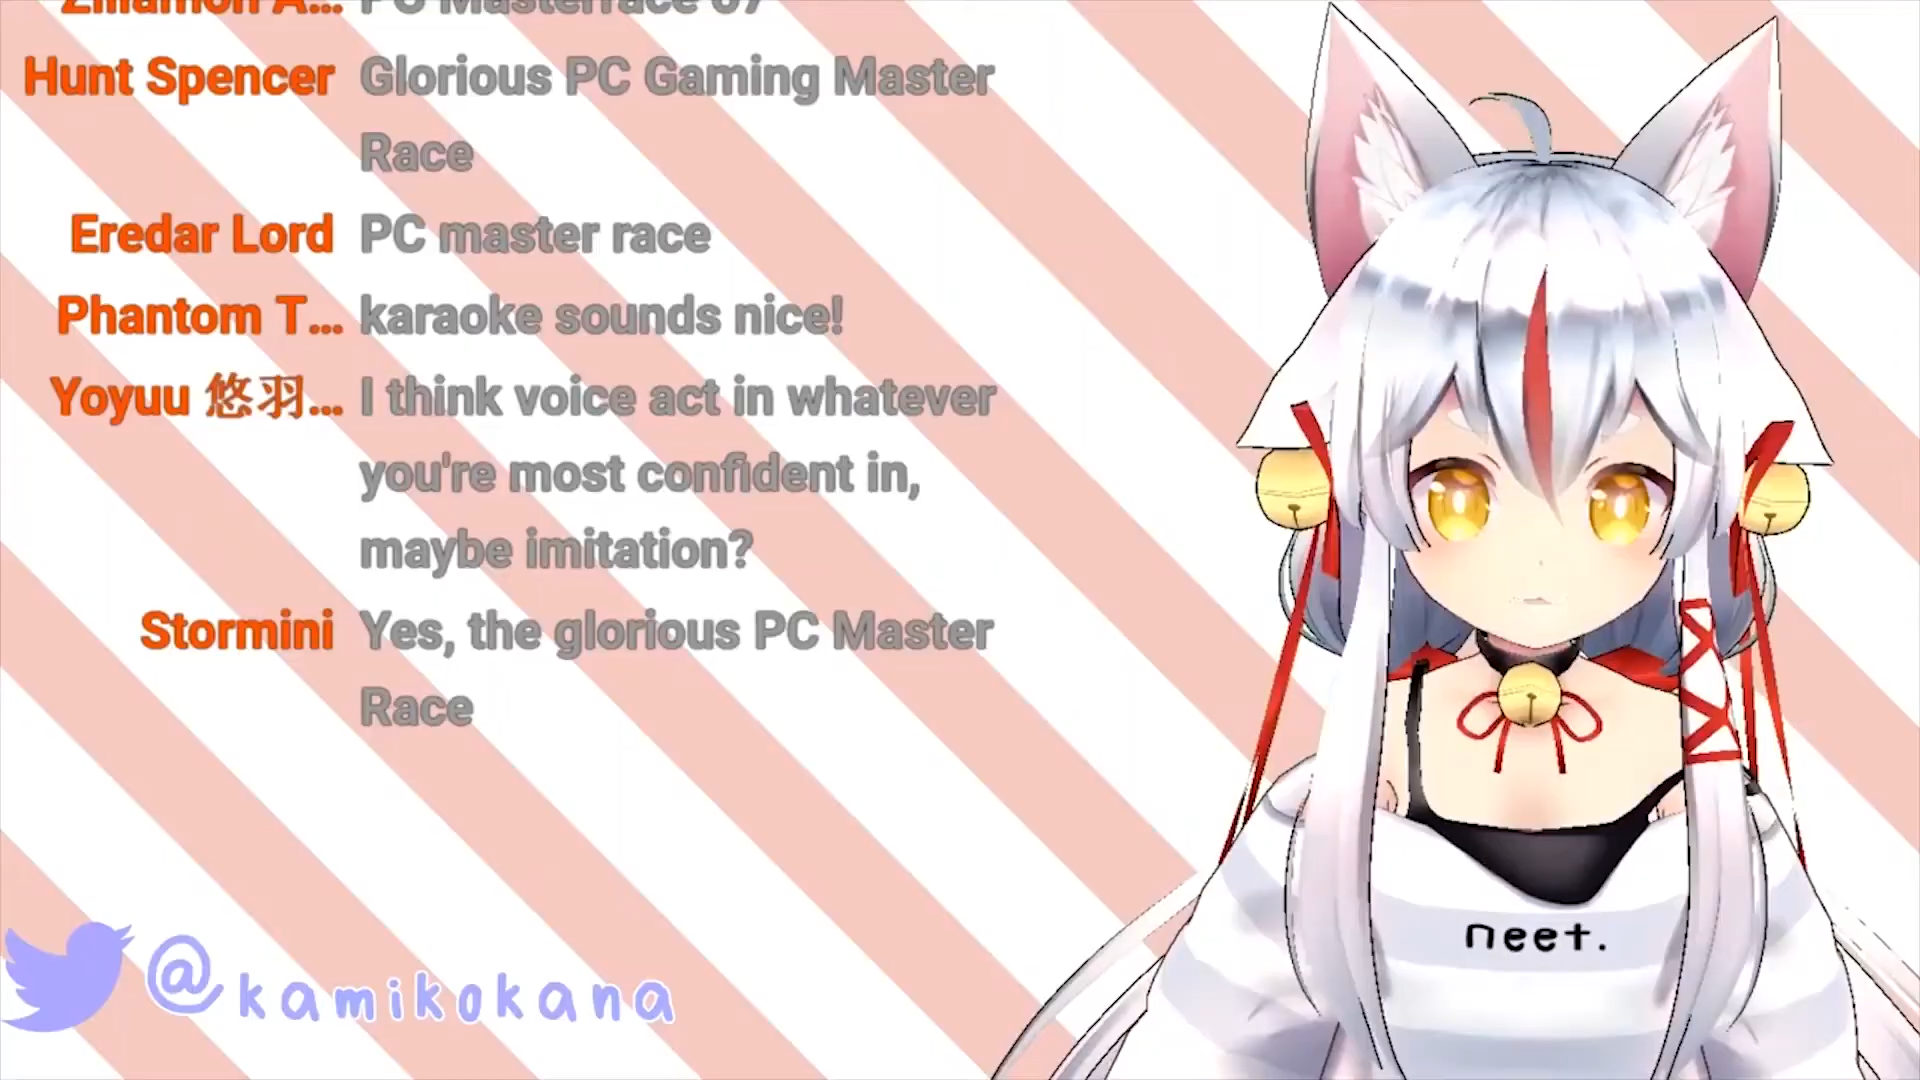 Hunt Spencer Glorious PC Gaming Master
Race
Eredar Lord PC master race
Phantom T... karaoke sounds nice!
Yoyuu 悠羽... I think voice act in whatever
you're most confident in,
maybe imitation?
Stormini Yes, the glorious PC Master
Race
neet.
@kamikokana